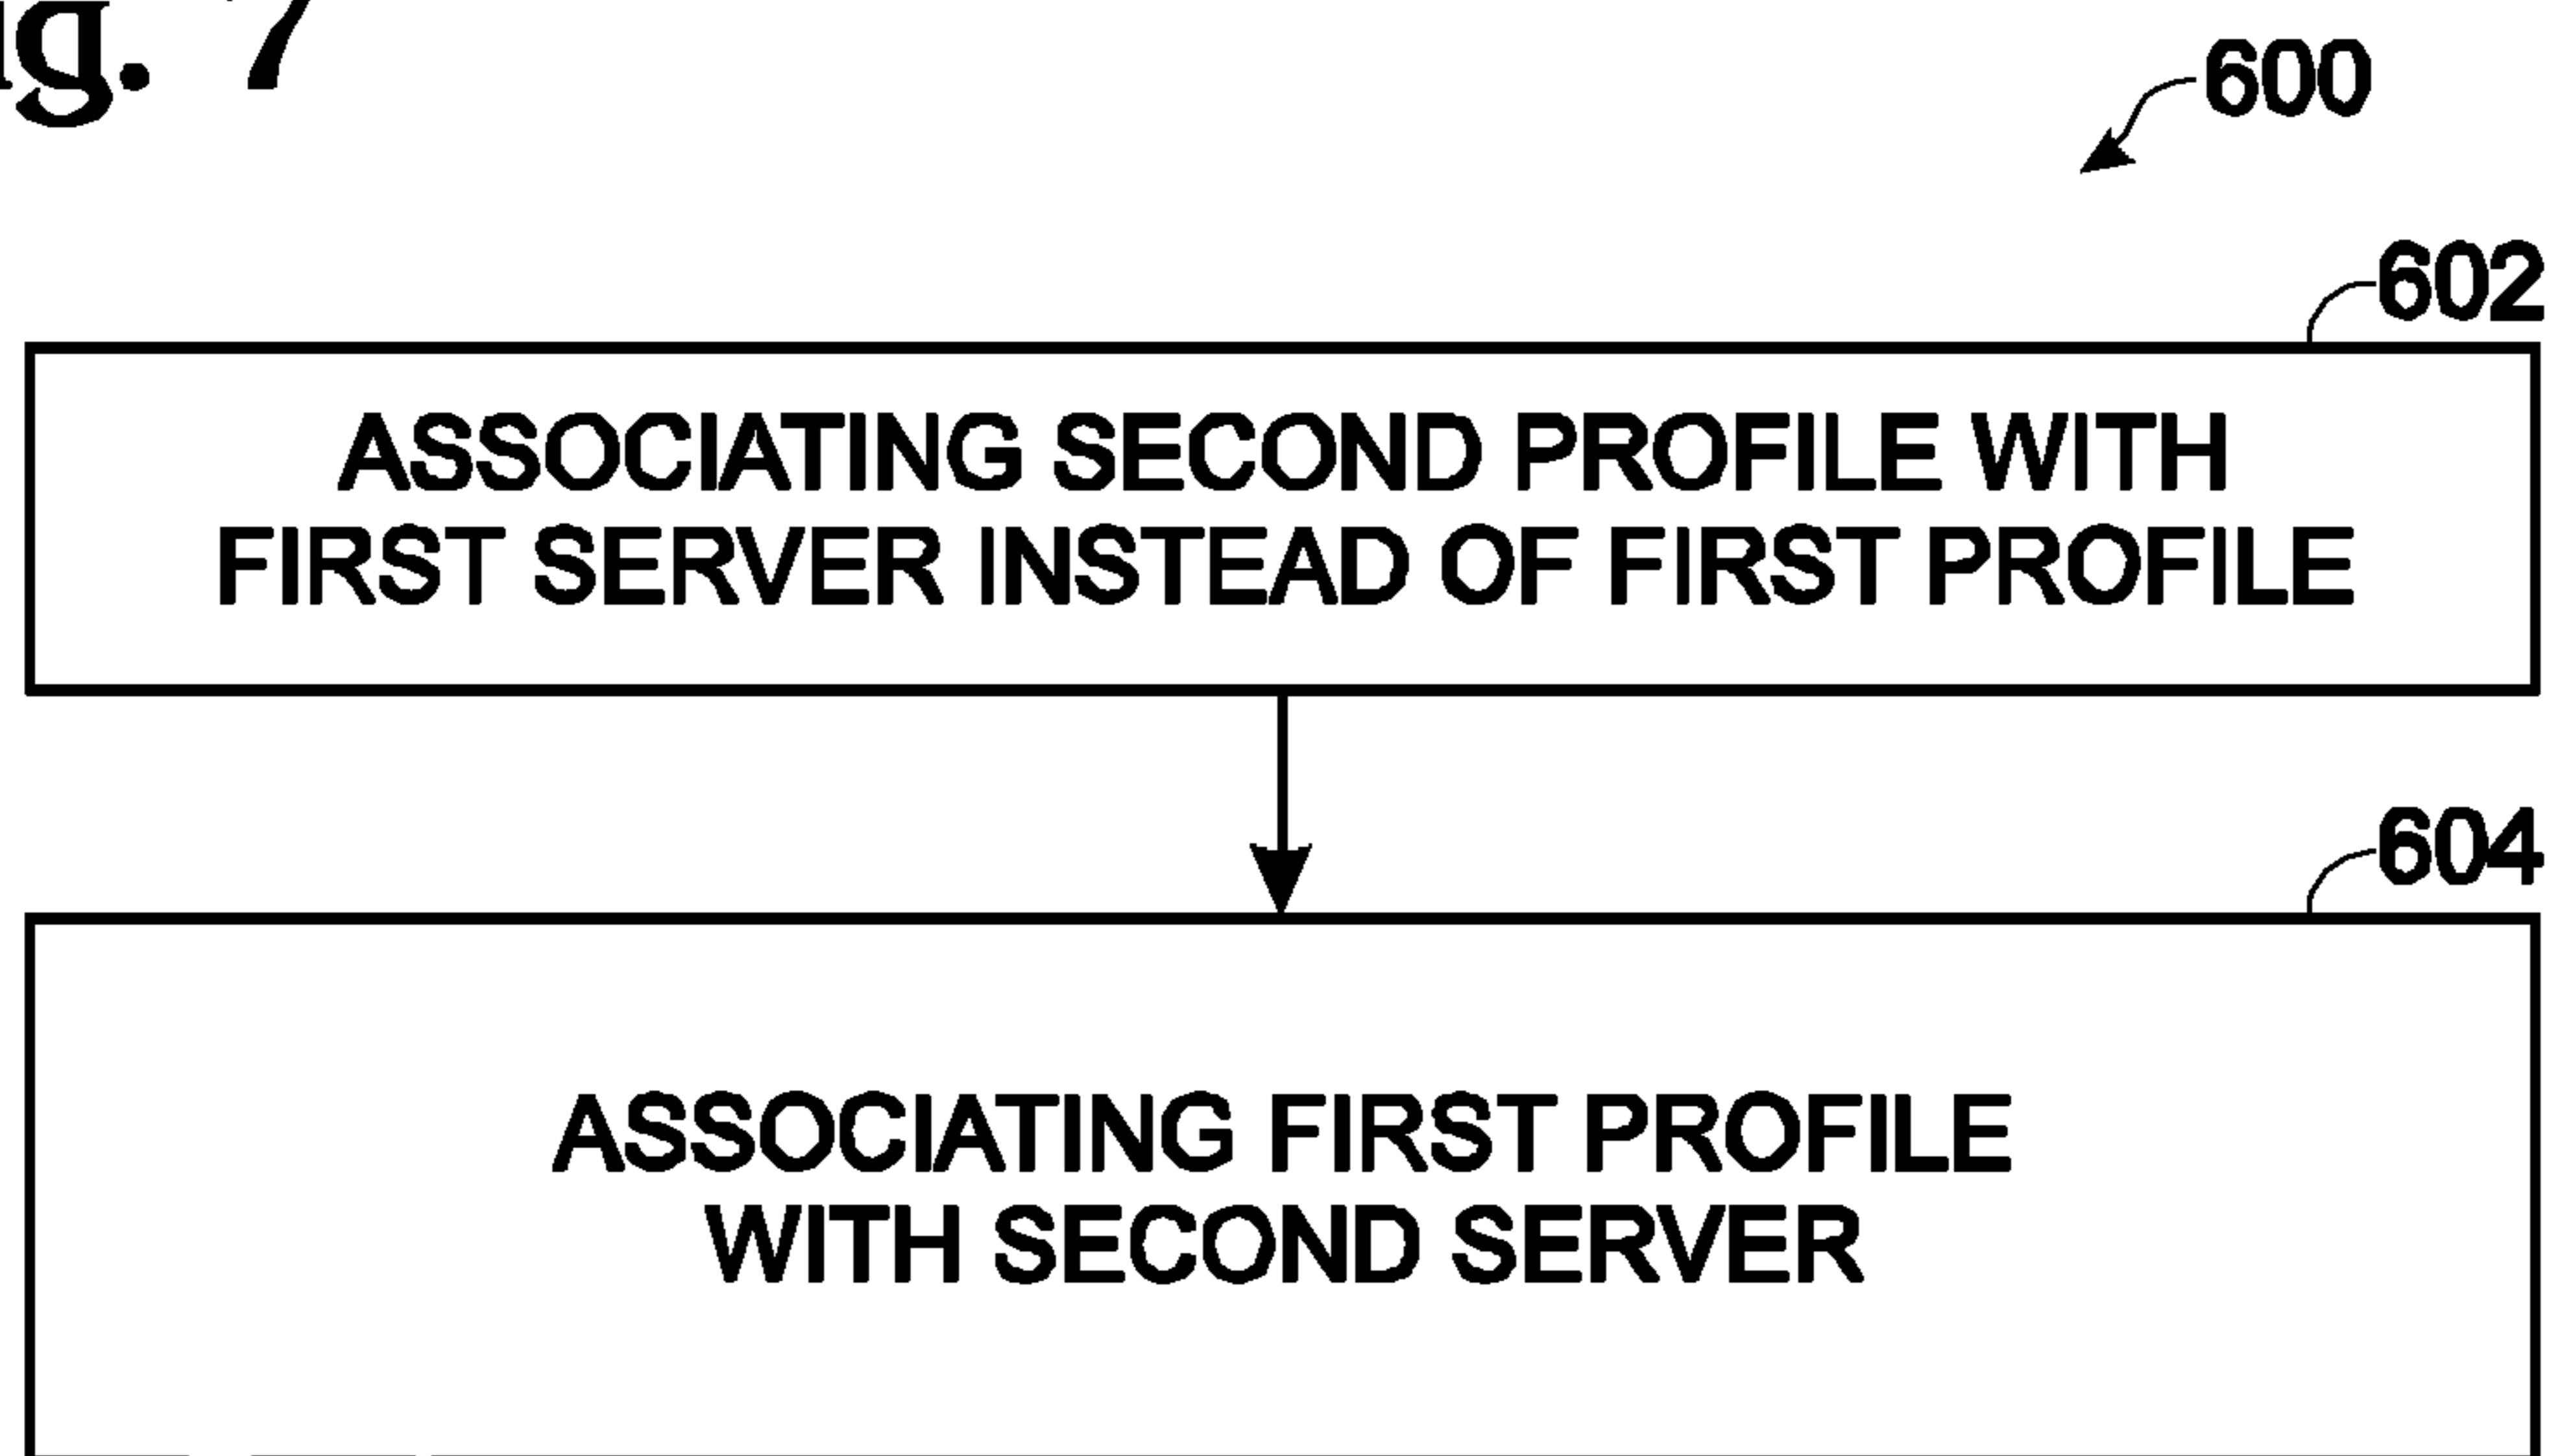 g. 7
600
602
ASSOCIATING SECOND PROFILE WITH
FIRST SERVER INSTEAD OF FIRST PROFILE
604
ASSOCIATING FIRST PROFILE
WITH SECOND SERVER